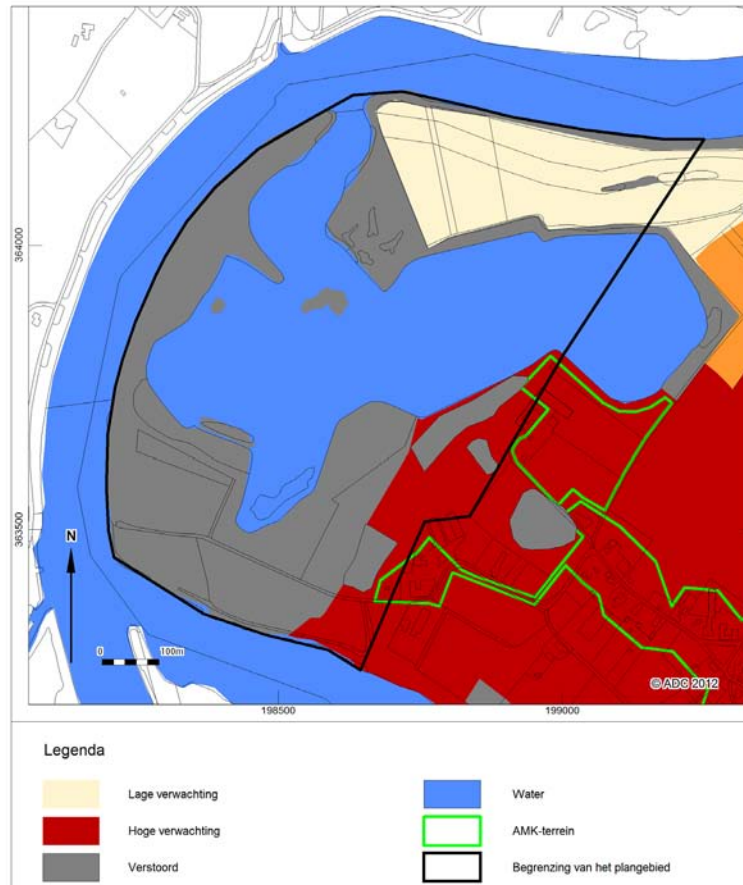 364000
363500
N
0 100m
© ADC 2012
198500 199000
Legenda
Lage verwachting
Hoge verwachting
Verstoord
Water
AMK-terrein
Begrenzing van het plangebied